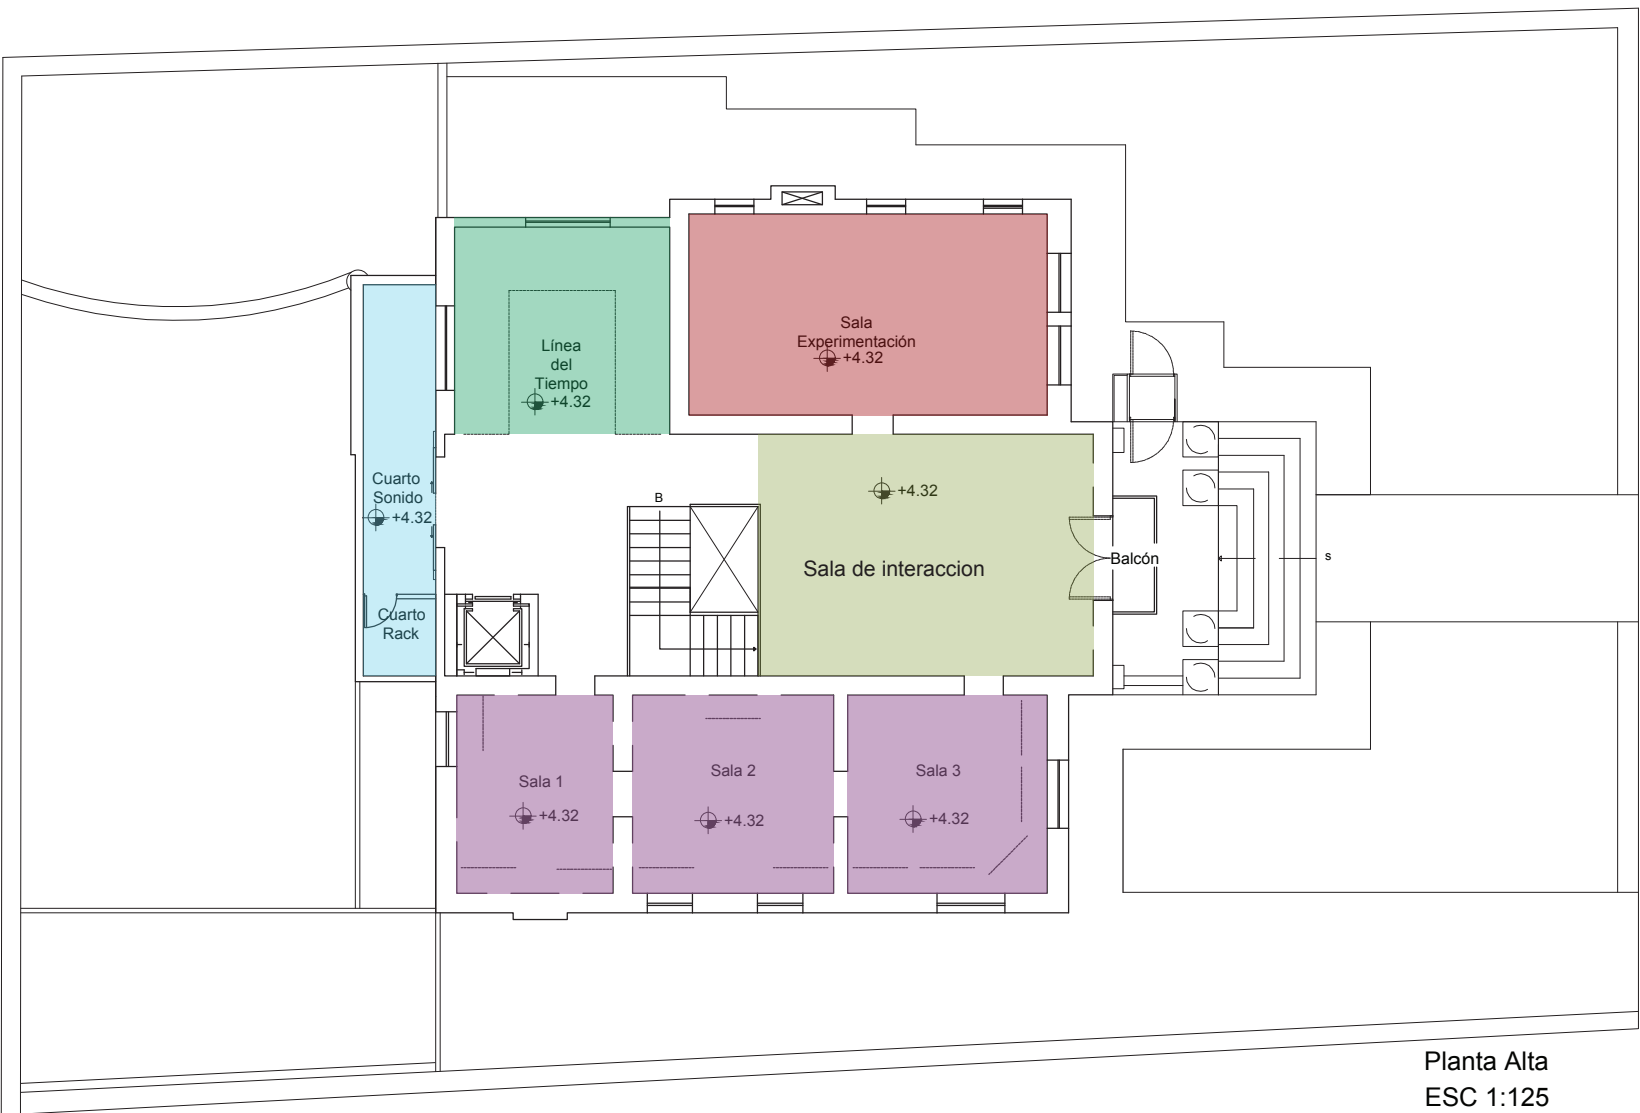 Sala
Experimentación
+4.32
Línea
del
Tiempo
+4.32
Cuarto
Sonido
+4.32
B
+4.32
Sala de interaccion
Balcón
s
Cuarto
Rack
Sala 1
+4.32
Sala 2
+4.32
Sala 3
+4.32
Planta Alta
ESC 1:125